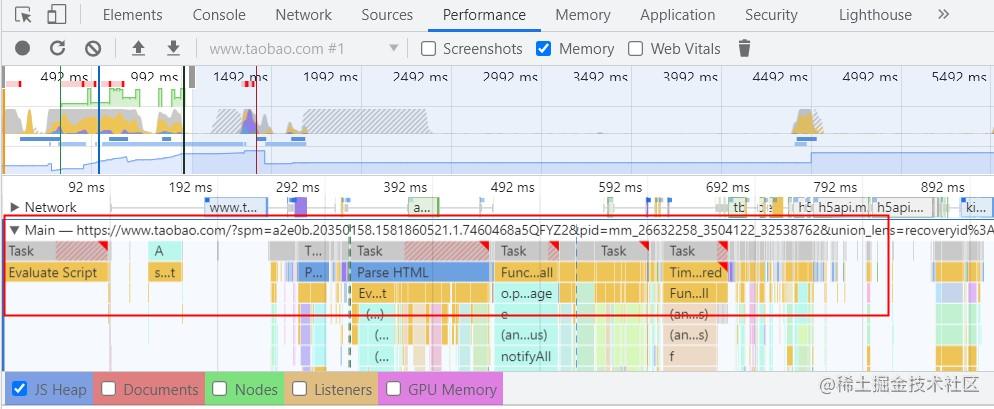 Elements Console Network Sources Performance Memory Application Security Lighthouse »
www.taobao.com #1 Screenshots Memory Web Vitals
492 ms 992 ms 1492 ms 1992 ms 2492 ms 2992 ms 3492 ms 3992 ms 4492 ms 4992 ms 5492 ms
92 ms 192 ms 292 ms 392 ms 492 ms 592 ms 692 ms 792 ms 892 ms
▶ Network www.t... a... tb h5api.m h5api.... ki...
▼ Main — https://www.taobao.com/?spm=a2e0b.20350158.1581860521.1.7460468a5QFYZ2&pid=mm_26632258_3504122_32538762&union_lens=recoveryid%3A
Task A T... Task Task Task Task
Evaluate Script s...t P... Parse HTML Func...all Tim...red
Ev...t o.p...age Fun...ll
(...) e (an...s)
(... (an...us) (an...s)
(... notifyAll f
JS Heap Documents Nodes Listeners GPU Memory
@稀土掘金技术社区